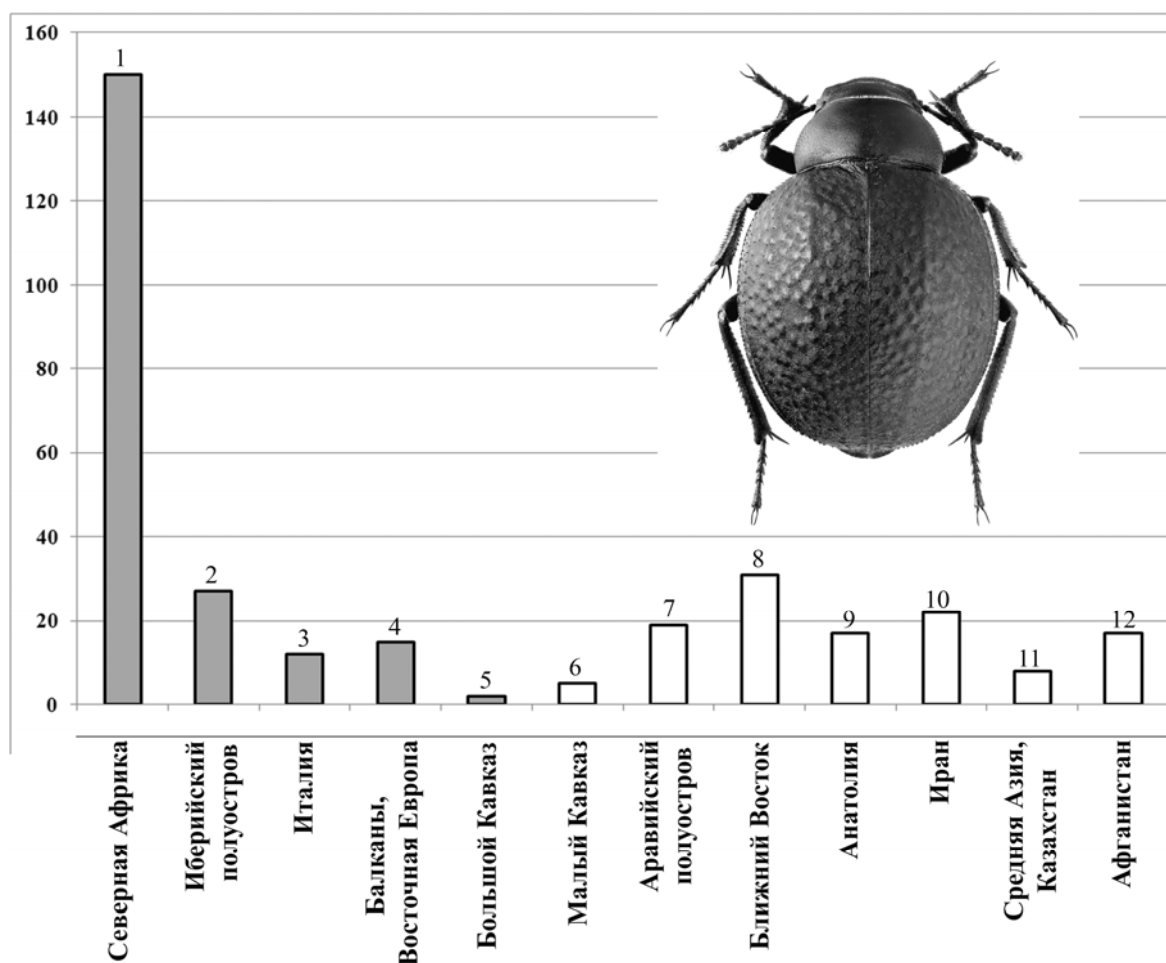 160
140
120
100
80
60
40
20
0
1
2
3
4
5
6
7
8
9
10
11
12
Северная Африка
Иберийский
полуостров
Италия
Балканы,
Восточная Европа
Большой Кавказ
Малый Кавказ
Аравийский
полуостров
Ближний Восток
Анатолия
Иран
Средняя Азия,
Казахстан
Афганистан